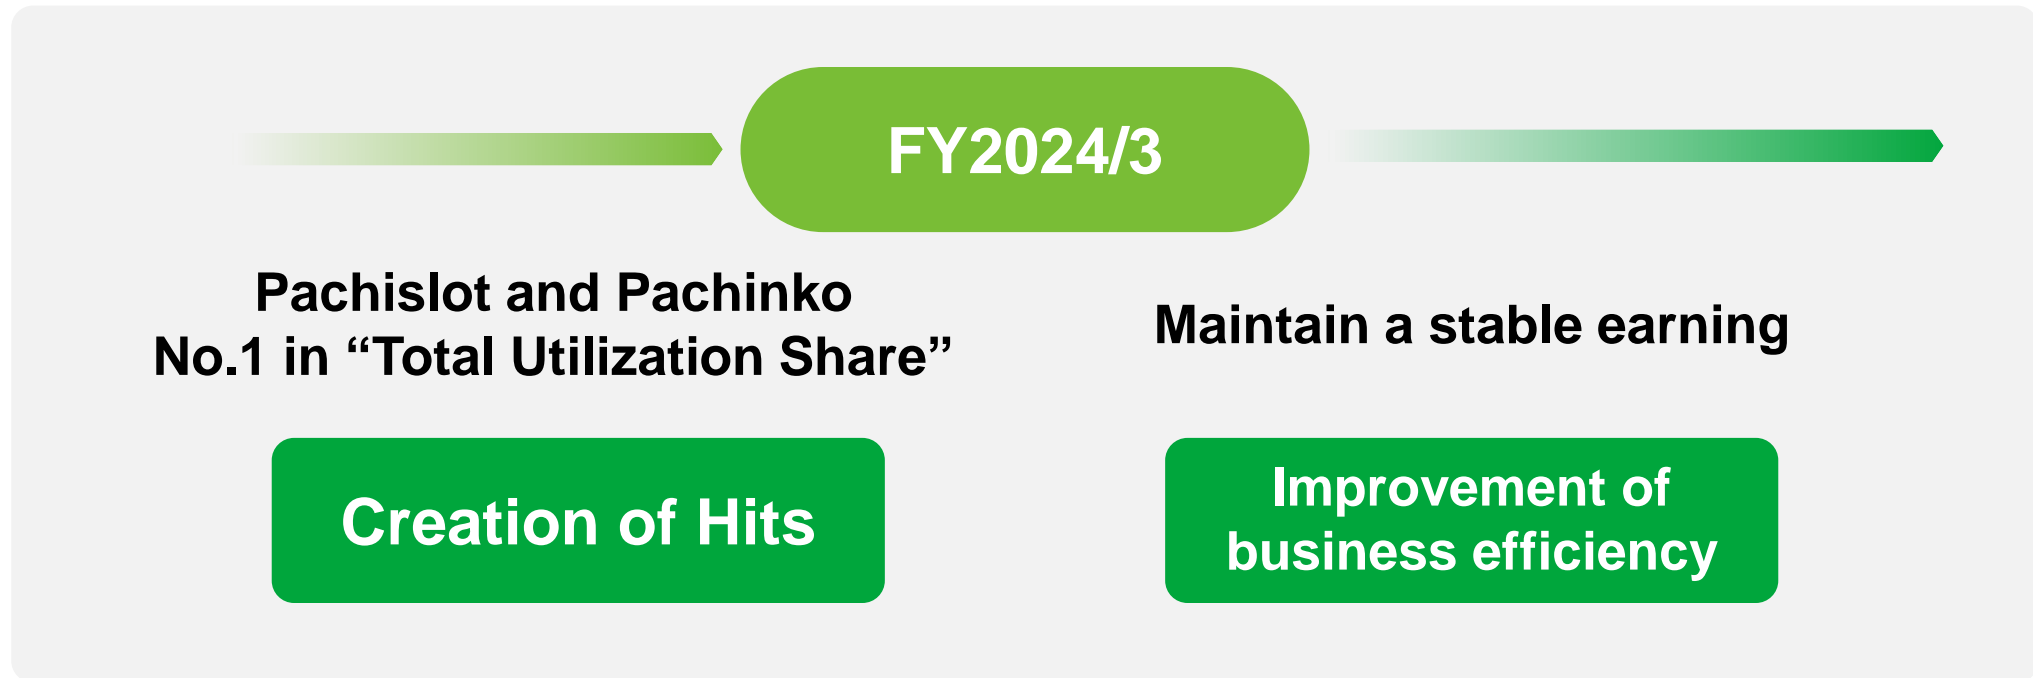 FY2024/3
Pachislot and Pachinko
No.1 in “Total Utilization Share”
Creation of Hits
Maintain a stable earning
Improvement of
business efficiency